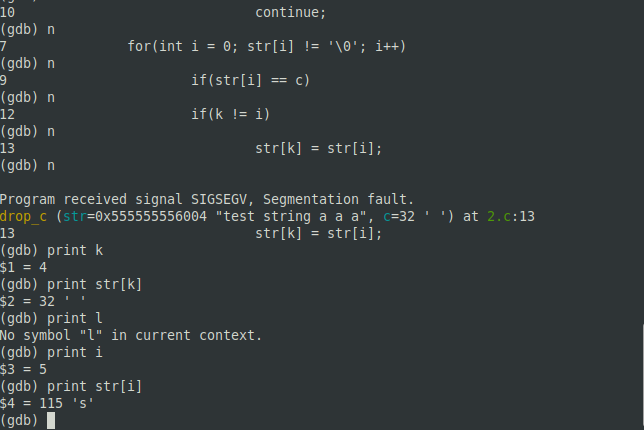 10                              continue;
(gdb) n
7               for(int i = 0; str[i] != '\0'; i++)
(gdb) n
9                       if(str[i] == c)
(gdb) n
12                      if(k != i)
(gdb) n
13                              str[k] = str[i];
(gdb) n

Program received signal SIGSEGV, Segmentation fault.
drop_c (str=0x555555556004 "test string a a a", c=32 ' ') at 2.c:13
13                              str[k] = str[i];
(gdb) print k
$1 = 4
(gdb) print str[k]
$2 = 32 ' '
(gdb) print l
No symbol "l" in current context.
(gdb) print i
$3 = 5
(gdb) print str[i]
$4 = 115 's'
(gdb)